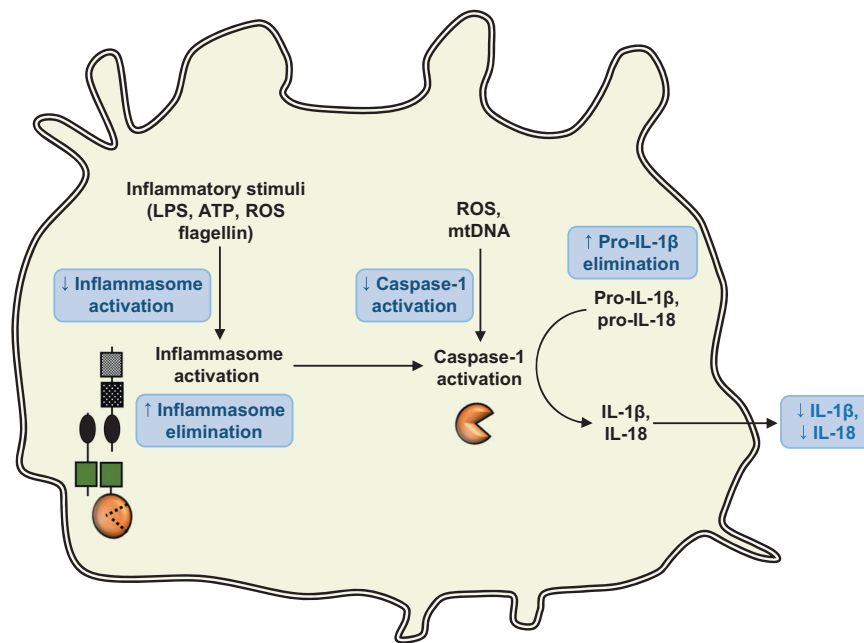 Inflammatory stimuli
(LPS, ATP, ROS
flagellin)
↓ Inflammasome
activation
Inflammasome
activation
↑ Inflammasome
elimination
ROS,
mtDNA
↓ Caspase-1
activation
Caspase-1
activation
↑ Pro-IL-1β
elimination
Pro-IL-1β,
pro-IL-18
IL-1β,
IL-18
↓ IL-1β,
↓ IL-18